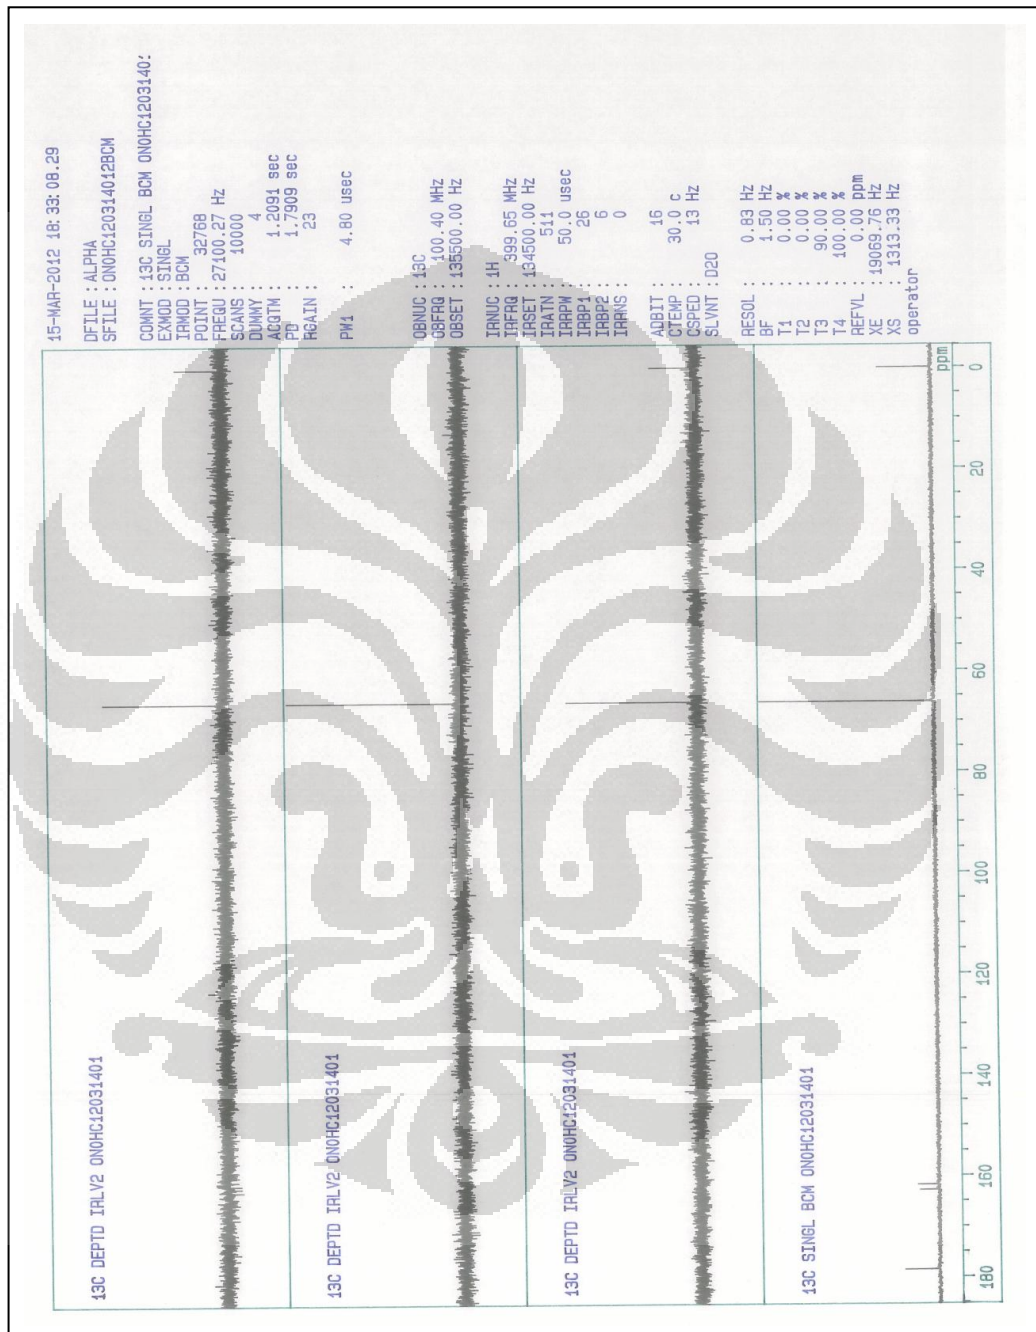 15-MAR-2012 18:33:08.29
DFILE : ALPHA
SFILE : ONOHC120314012BCM
COMNT : 13C SINGL BCM ONOHC1203140:
EXMOD : SINGL
IRMOD : BCM
POINT : 32768
FREQU : 27100.27 Hz
SCANS : 10000
DUMMY : 4
ACQTM : 1.2091 sec
PD : 1.7909 sec
RGAIN : 23
PW1 : 4.80 usec
OBNUC : 13C
OBFRQ : 100.40 MHz
OBSET : 135500.00 Hz
IRNUC : 1H
IRFRQ : 399.65 MHz
IRSET : 134500.00 Hz
IRATN : 511
IRRPW : 50.0 usec
IRBP1 : 26
IRBP2 : 6
IRRNS : 0
ADBIT : 16
CTEMP : 30.0 c
CSPED : 13 Hz
SLVNT : D2O
RESOL : 0.83 Hz
BF : 1.50 Hz
T1 : 0.00 %
T2 : 0.00 %
T3 : 90.00 %
T4 : 100.00 %
REFVL : 0.00 ppm
XE : 19069.76 Hz
XS : 1313.33 Hz
operator
13C DEPTD IRLV2 ONOHC12031401
13C DEPTD IRLV2 ONOHC12031401
13C DEPTD IRLV2 ONOHC12031401
13C SINGL BCM ONOHC12031401
180 160 140 120 100 80 60 40 20 0 ppm